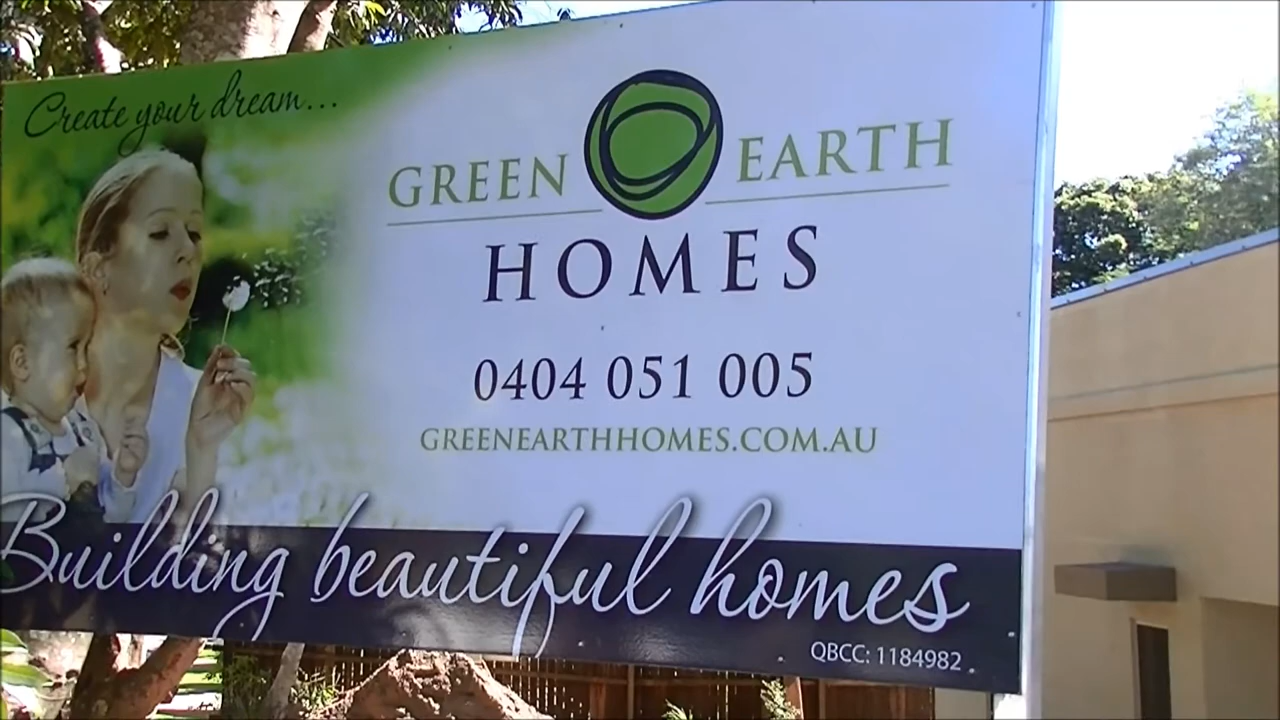 Create your dream...
GREEN EARTH
HOMES
0404 051 005
GREENEARTHHOMES.COM.AU
Building beautiful homes
QBCC: 1184982